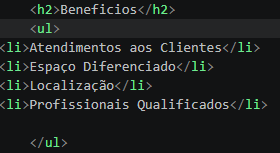 <h2>Beneficios</h2>
<ul>
<li>Atendimentos aos Clientes</li>
<li>Espaço Diferenciado</li>
<li>Localização</li>
<li>Profissionais Qualificados</li>
</ul>